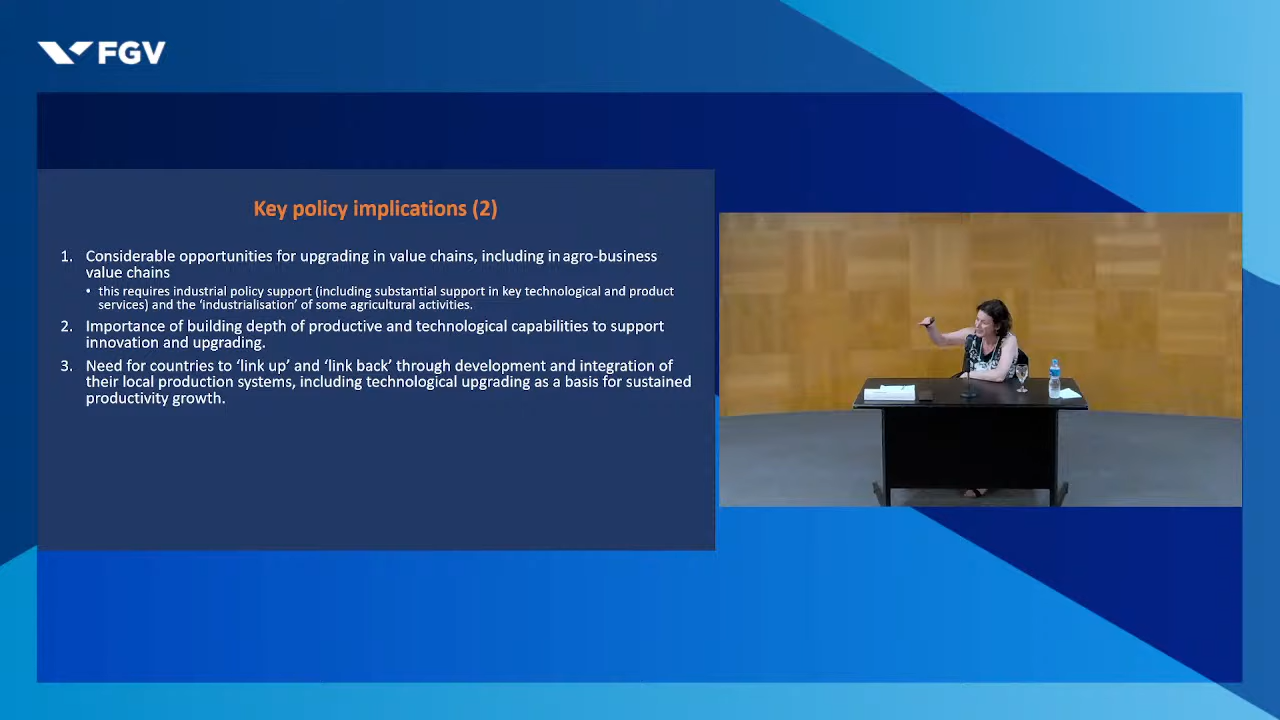 FGV
Key policy implications (2)
1. Considerable opportunities for upgrading in value chains, including in agro-business
value chains
• this requires industrial policy support (including substantial support in key technological and product
services) and the ‘industrialisation’ of some agricultural activities.
2. Importance of building depth of productive and technological capabilities to support
innovation and upgrading.
3. Need for countries to ‘link up’ and ‘link back’ through development and integration of
their local production systems, including technological upgrading as a basis for sustained
productivity growth.